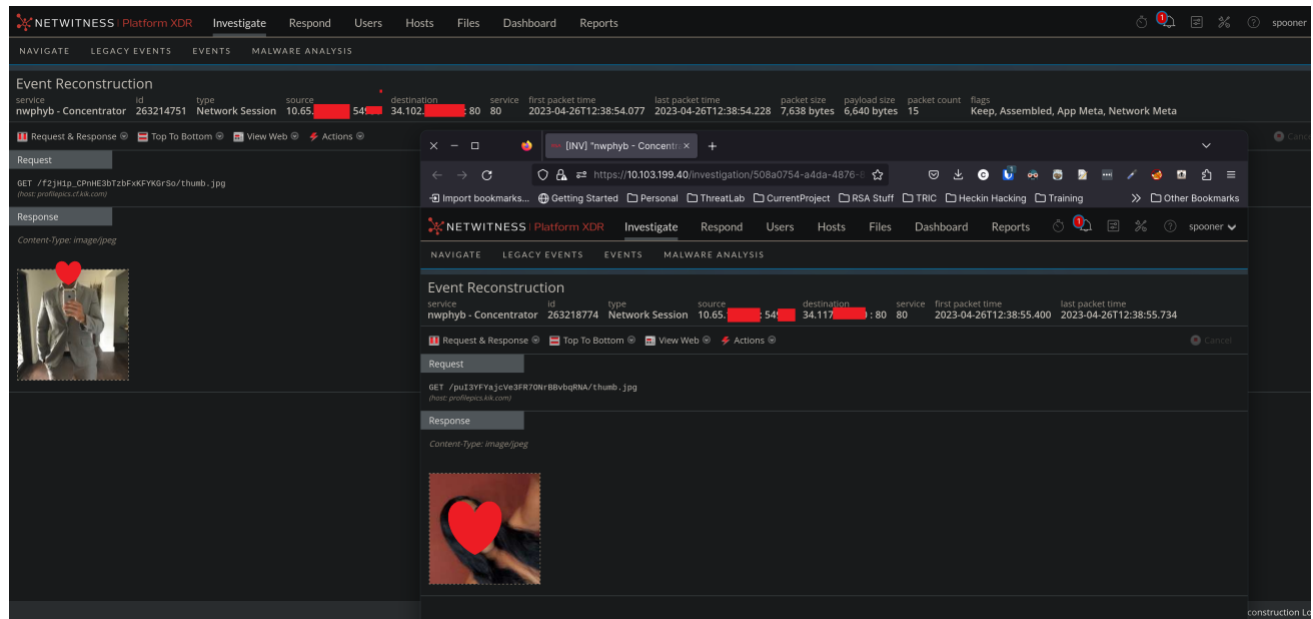 NETWITNESS | Platform XDR Investigate Respond Users Hosts Files Dashboard Reports 1 spooner
NAVIGATE LEGACY EVENTS EVENTS MALWARE ANALYSIS
Event Reconstruction
service id type source destination service first packet time last packet time packet size payload size packet count flags
nwphyb - Concentrator 263214751 Network Session 10.65. 34.102. : 80 80 2023-04-26T12:38:54.077 2023-04-26T12:38:54.228 7,638 bytes 6,640 bytes 15 Keep, Assembled, App Meta, Network Meta
Request & Response Top To Bottom View Web Actions
Request
GET /f2jH1p_CPnHE3bTzbFxKFYKGrSo/thumb.jpg
(host: profilepics.cf.kik.com)
Response
Content-Type: image/jpeg
[INV] "nwphyb - Concentr
https://10.103.199.40/investigation/508a0754-a4da-4876-
Import bookmarks... Getting Started Personal ThreatLab CurrentProject RSA Stuff TRIC Heckin Hacking Training Other Bookmarks
NETWITNESS | Platform XDR Investigate Respond Users Hosts Files Dashboard Reports 1 spooner
NAVIGATE LEGACY EVENTS EVENTS MALWARE ANALYSIS
Event Reconstruction
service id type source destination service first packet time last packet time
nwphyb - Concentrator 263218774 Network Session 10.65. : 34.117. : 80 80 2023-04-26T12:38:55.400 2023-04-26T12:38:55.734
Request & Response Top To Bottom View Web Actions Cancel
Request
GET /puI3YFYajcVe3FR7ONrBBvbqRNA/thumb.jpg
(host: profilepics.kik.com)
Response
Content-Type: image/jpeg